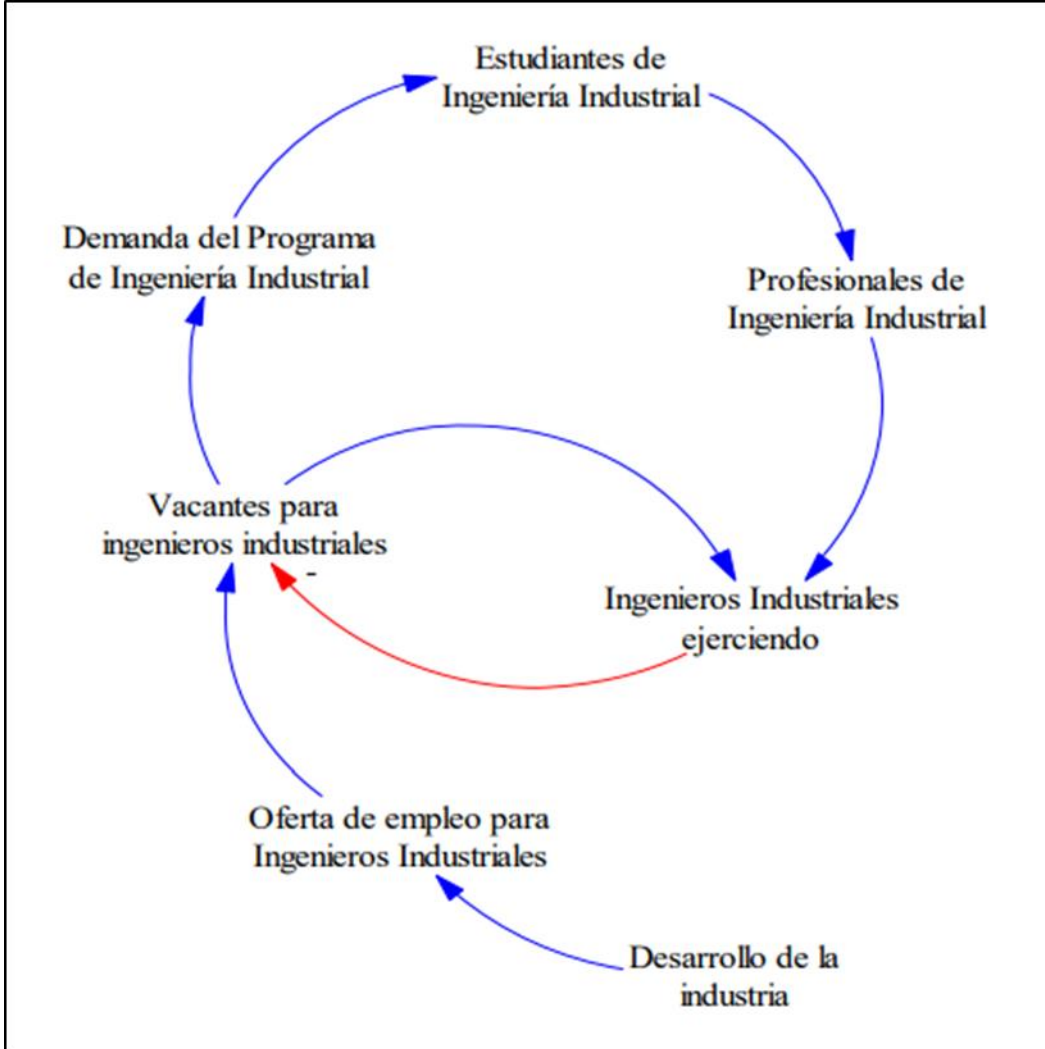 Estudiantes de
Ingeniería Industrial
Demanda del Programa
de Ingeniería Industrial
Profesionales de
Ingeniería Industrial
Vacantes para
ingenieros industriales
-
Ingenieros Industriales
ejerciendo
Oferta de empleo para
Ingenieros Industriales
Desarrollo de la
industria